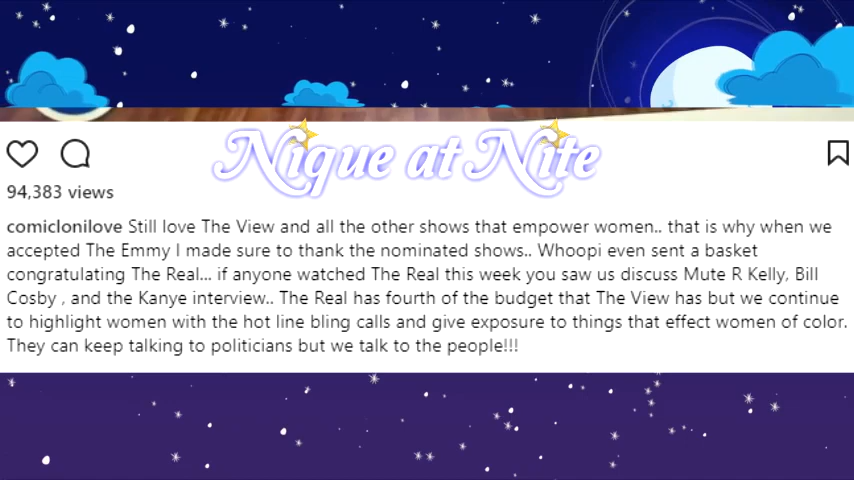 Nique at Nite
94,383 views
comiclonilove Still love The View and all the other shows that empower women.. that is why when we
accepted The Emmy I made sure to thank the nominated shows.. Whoopi even sent a basket
congratulating The Real... if anyone watched The Real this week you saw us discuss Mute R Kelly, Bill
Cosby , and the Kanye interview.. The Real has fourth of the budget that The View has but we continue
to highlight women with the hot line bling calls and give exposure to things that effect women of color.
They can keep talking to politicians but we talk to the people!!!